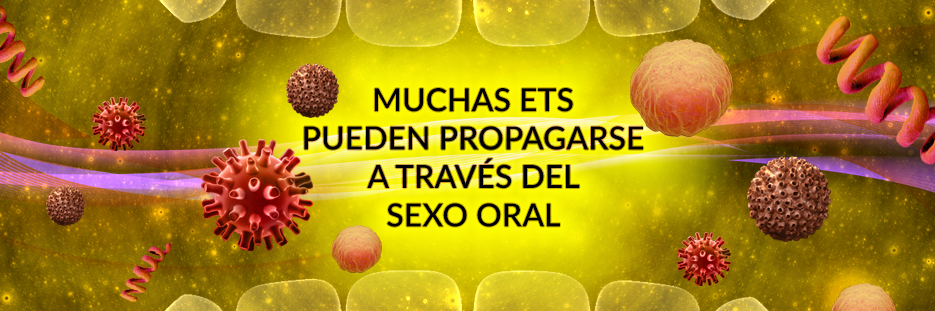 MUCHAS ETS
PUEDEN PROPAGARSE
A TRAVÉS DEL
SEXO ORAL